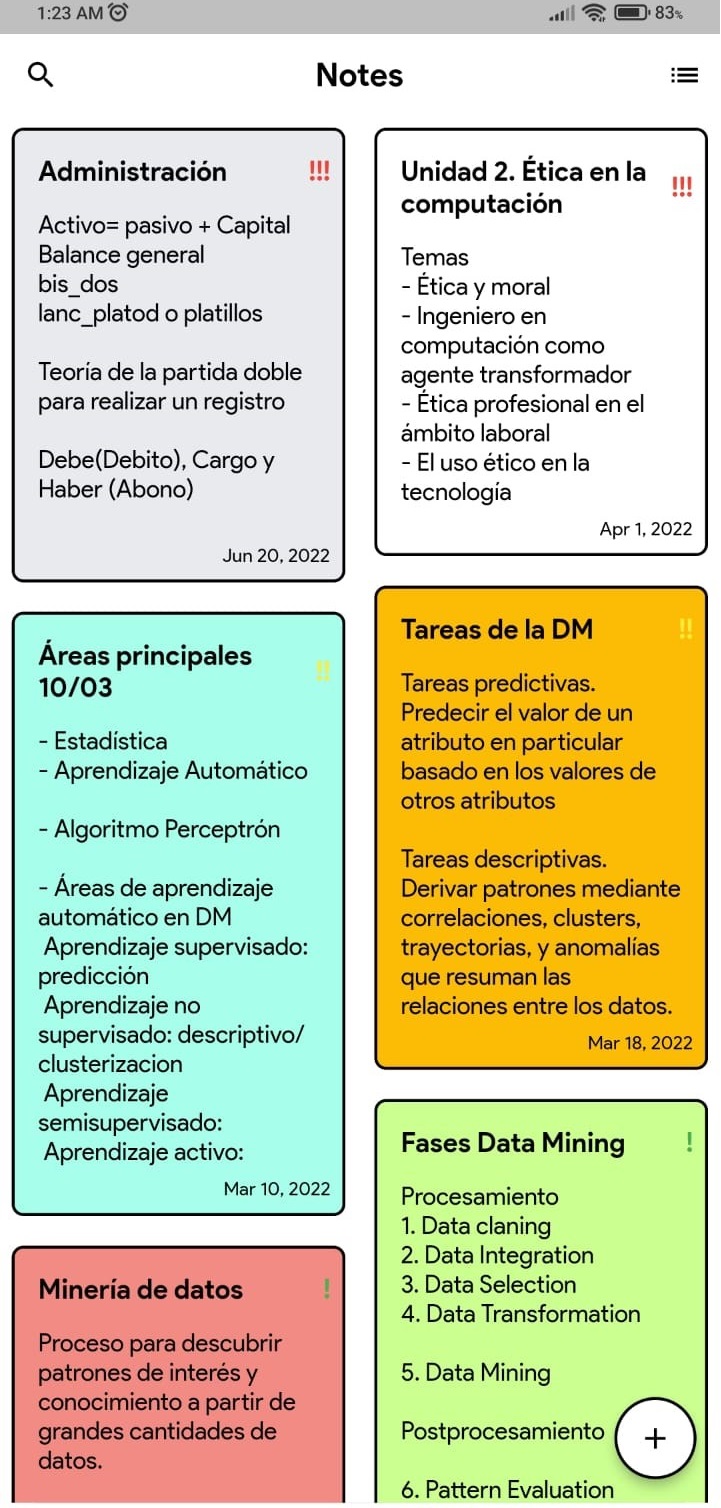 1:23 AM
83%
Notes
Administración
!!!
Activo= pasivo + Capital
Balance general
bis_dos
lanc_platod o platillos
Teoría de la partida doble
para realizar un registro
Debe(Debito), Cargo y
Haber (Abono)
Jun 20, 2022
Unidad 2. Ética en la
computación
!!!
Temas
- Ética y moral
- Ingeniero en
computación como
agente transformador
- Ética profesional en el
ámbito laboral
- El uso ético en la
tecnología
Apr 1, 2022
Áreas principales
10/03
!!
- Estadística
- Aprendizaje Automático
- Algoritmo Perceptrón
- Áreas de aprendizaje
automático en DM
Aprendizaje supervisado:
predicción
Aprendizaje no
supervisado: descriptivo/
clusterizacion
Aprendizaje
semisupervisado:
Aprendizaje activo:
Mar 10, 2022
Tareas de la DM
!!
Tareas predictivas.
Predecir el valor de un
atributo en particular
basado en los valores de
otros atributos
Tareas descriptivas.
Derivar patrones mediante
correlaciones, clusters,
trayectorias, y anomalías
que resuman las
relaciones entre los datos.
Mar 18, 2022
Minería de datos
!
Proceso para descubrir
patrones de interés y
conocimiento a partir de
grandes cantidades de
datos.
Fases Data Mining
!
Procesamiento
1. Data claning
2. Data Integration
3. Data Selection
4. Data Transformation
5. Data Mining
Postprocesamiento
6. Pattern Evaluation
+